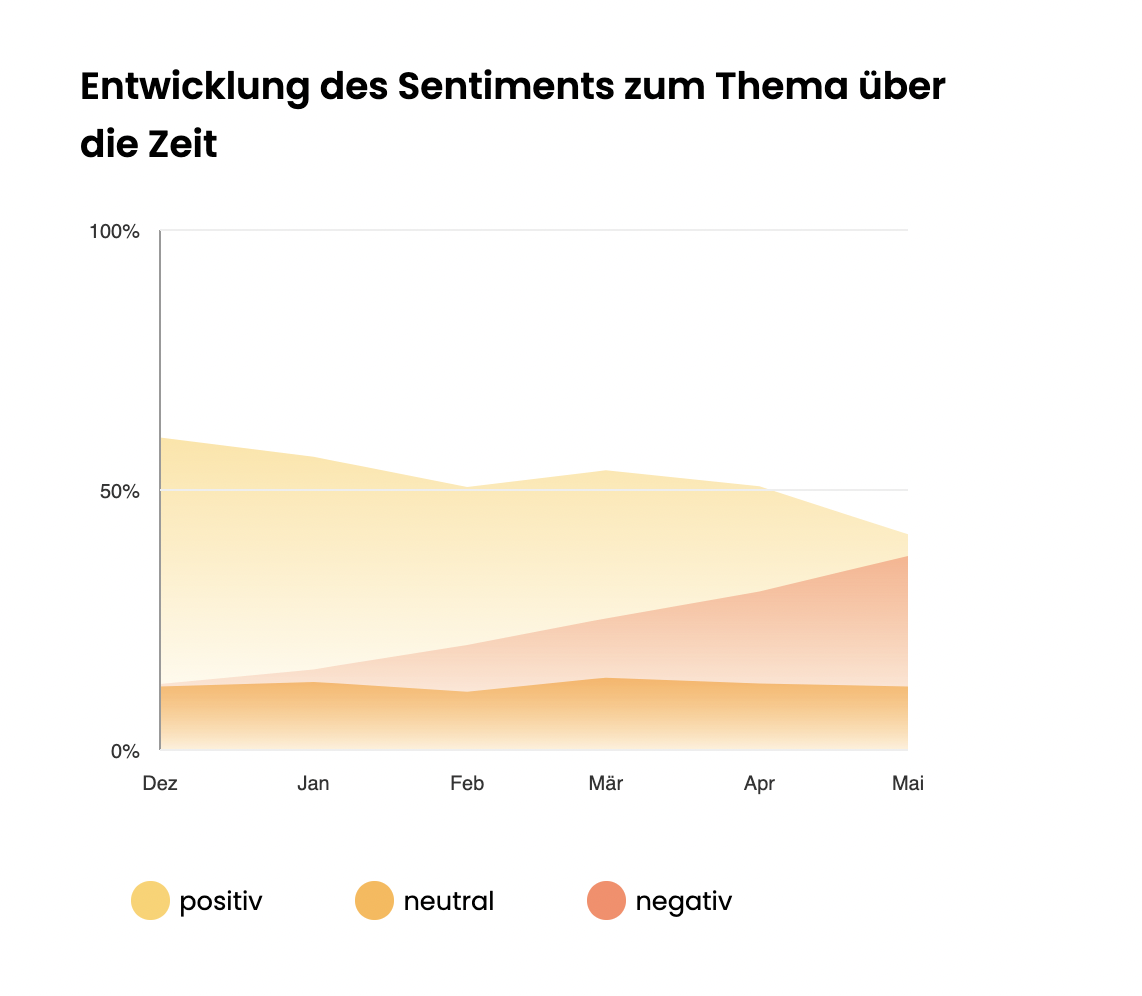 Entwicklung des Sentiments zum Thema über
die Zeit
100%
50%
0%
Dez Jan Feb Mär Apr Mai
positiv neutral negativ